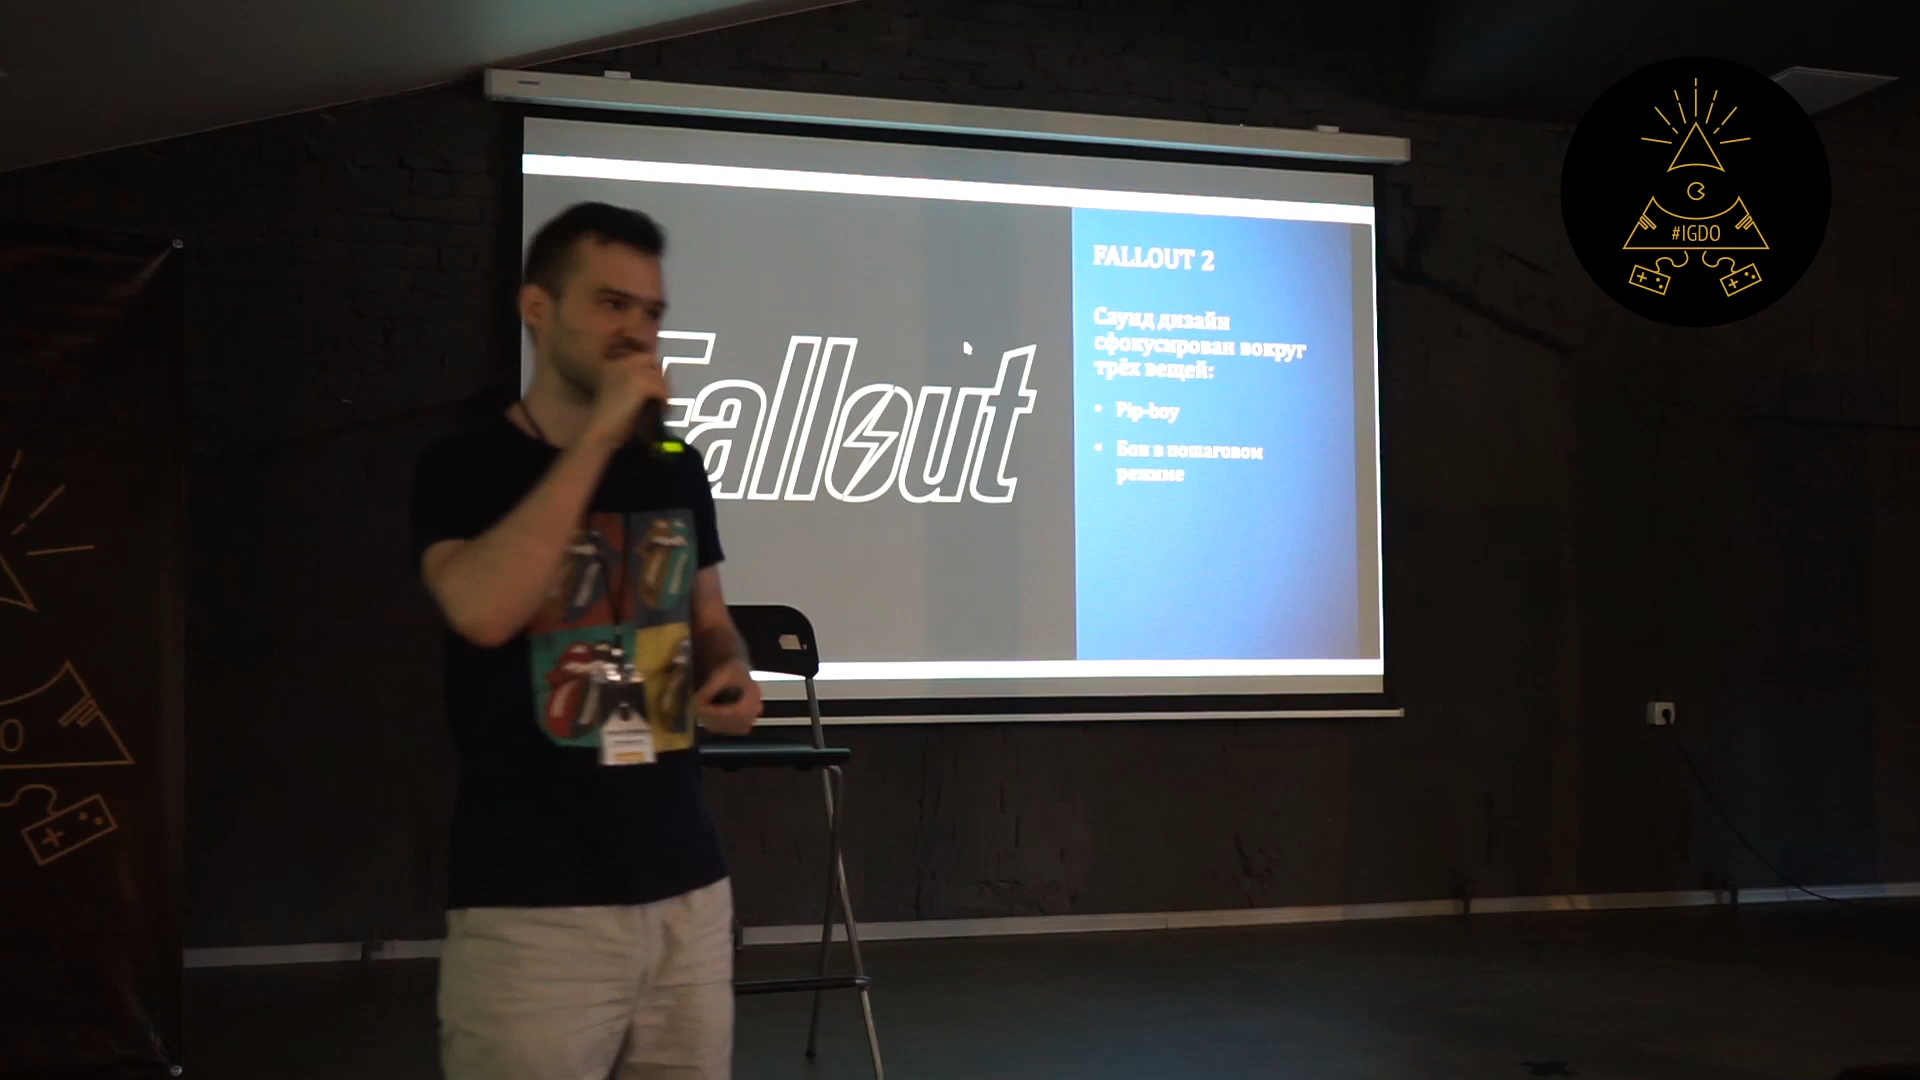 #IGDO
Fallout
FALLOUT 2
Саунд дизайн
сфокусирован вокруг
трёх вещей:
• Pip-boy
• Бои в пошаговом
режиме
O